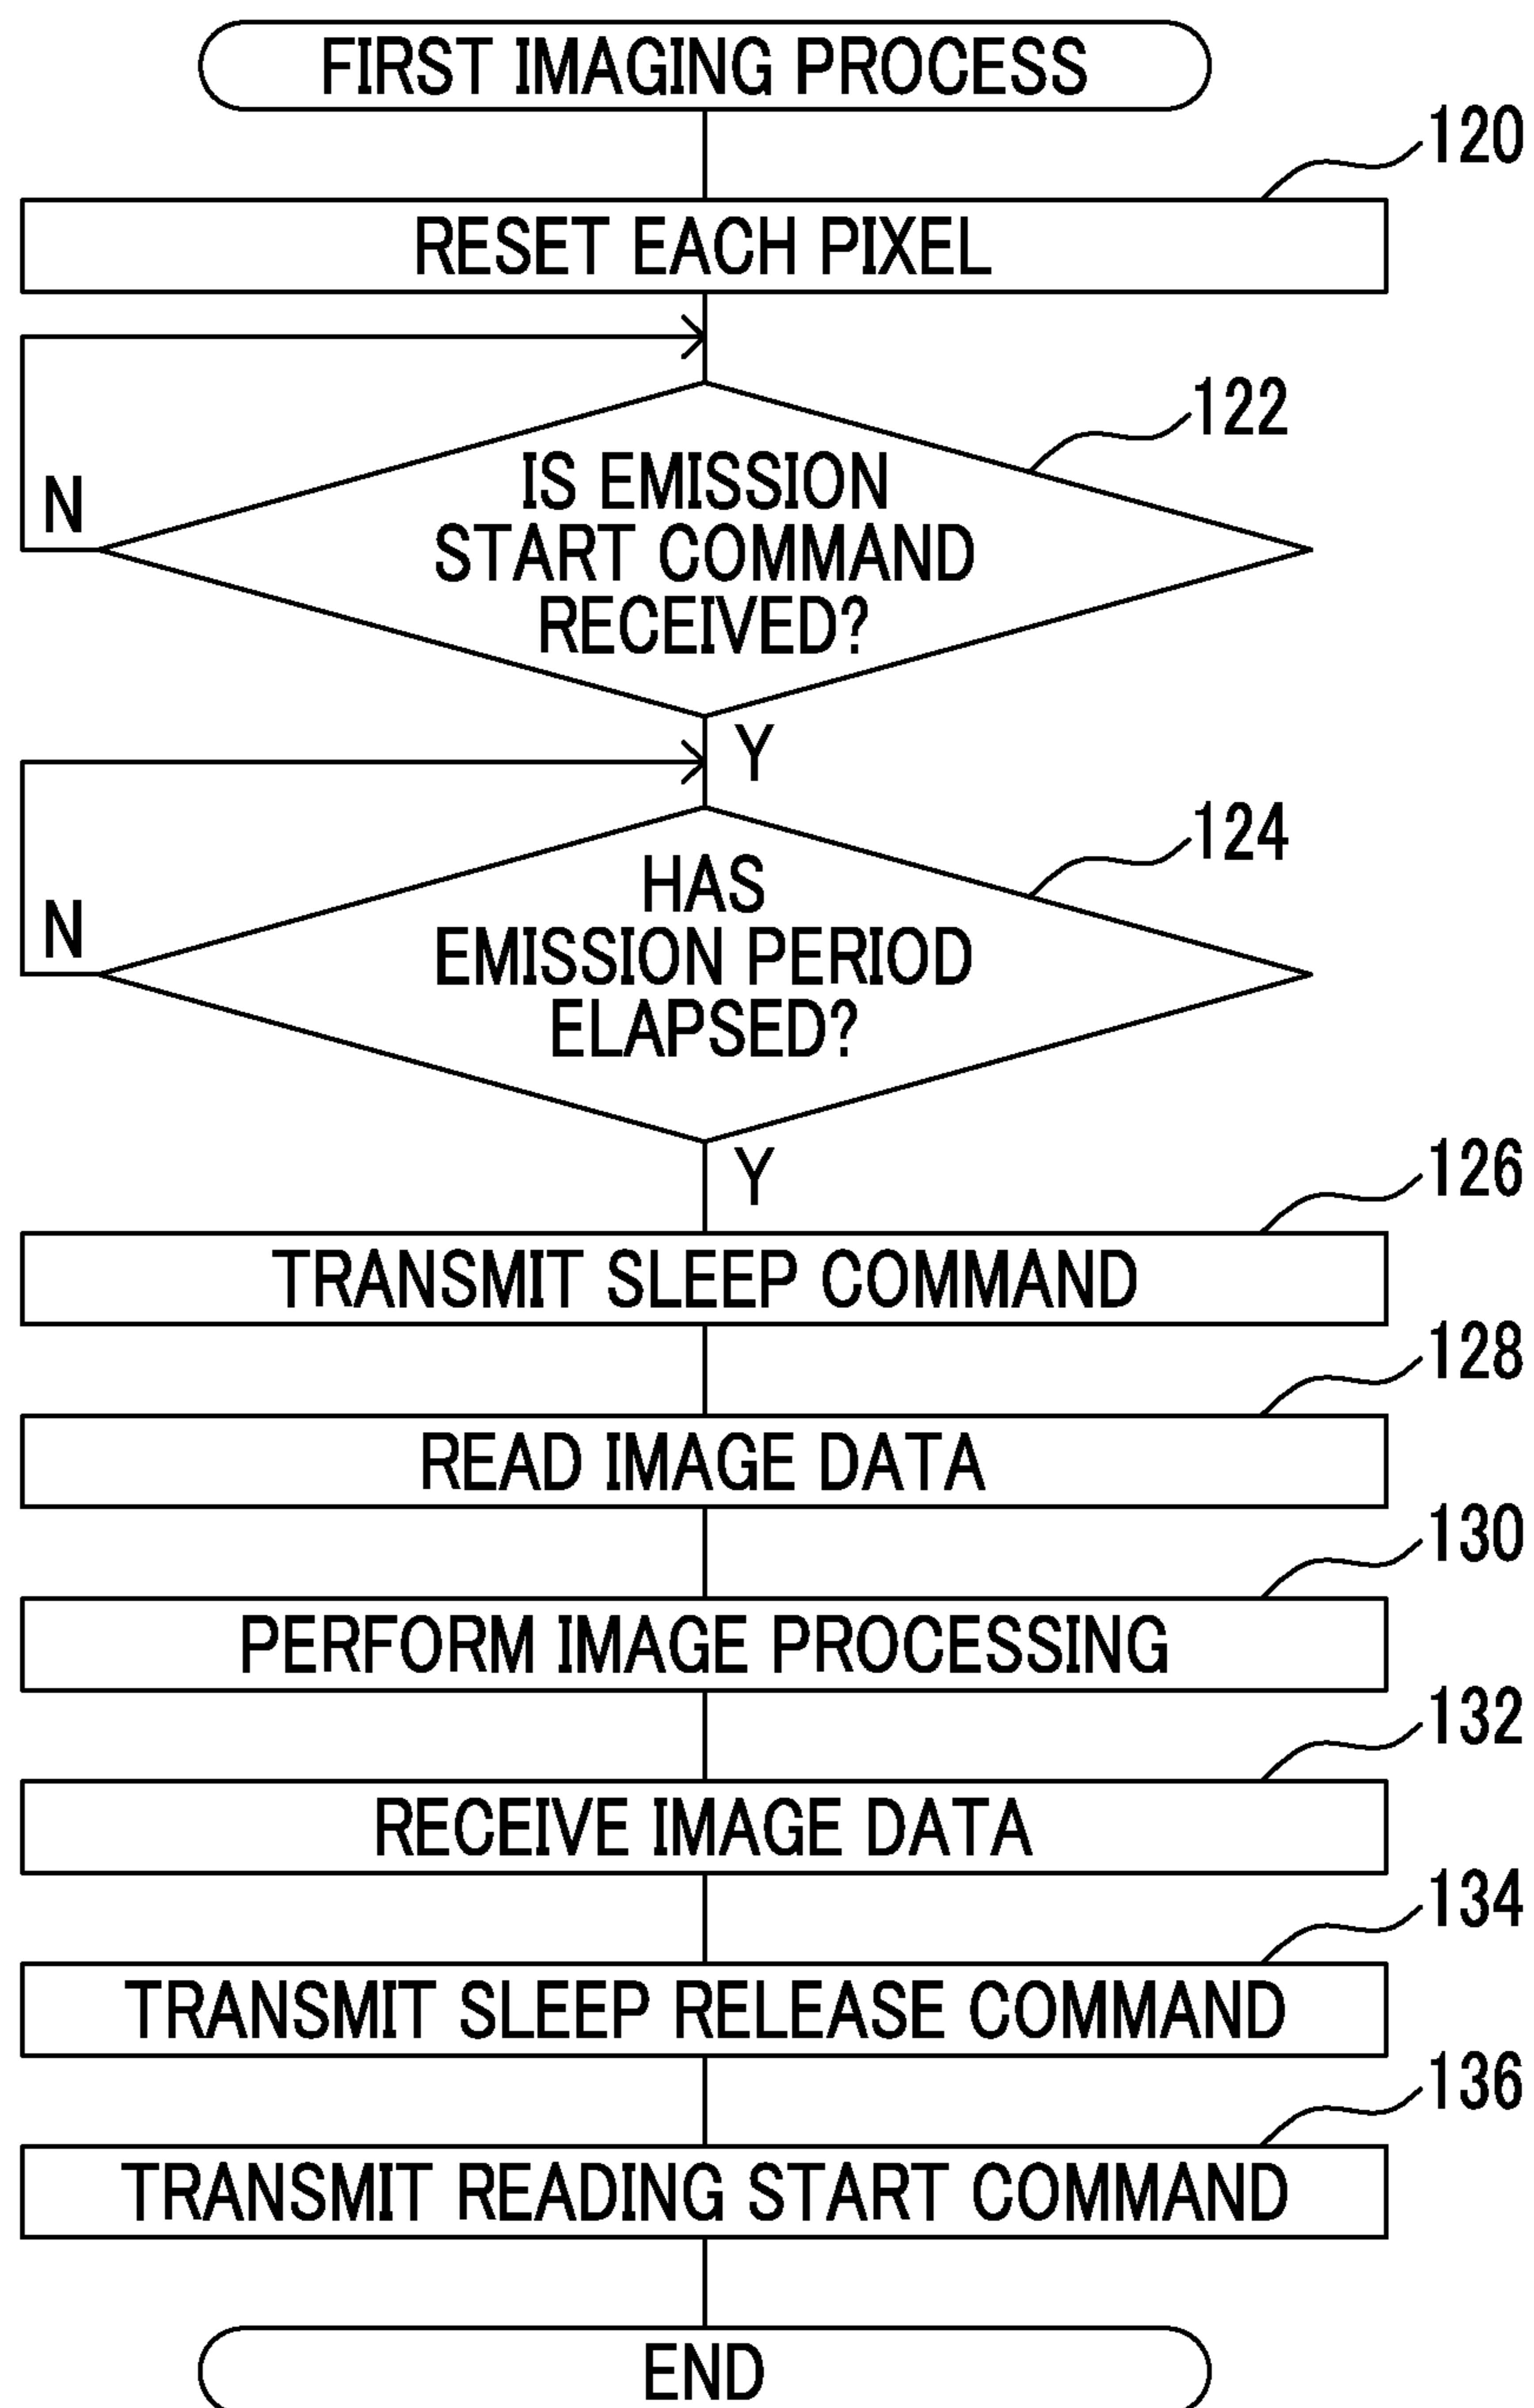 FIRST IMAGING PROCESS
120
RESET EACH PIXEL
122
IS EMISSION
START COMMAND
RECEIVED?
N
Y
124
HAS
EMISSION PERIOD
ELAPSED?
N
Y
126
TRANSMIT SLEEP COMMAND
128
READ IMAGE DATA
130
PERFORM IMAGE PROCESSING
132
RECEIVE IMAGE DATA
134
TRANSMIT SLEEP RELEASE COMMAND
136
TRANSMIT READING START COMMAND
END